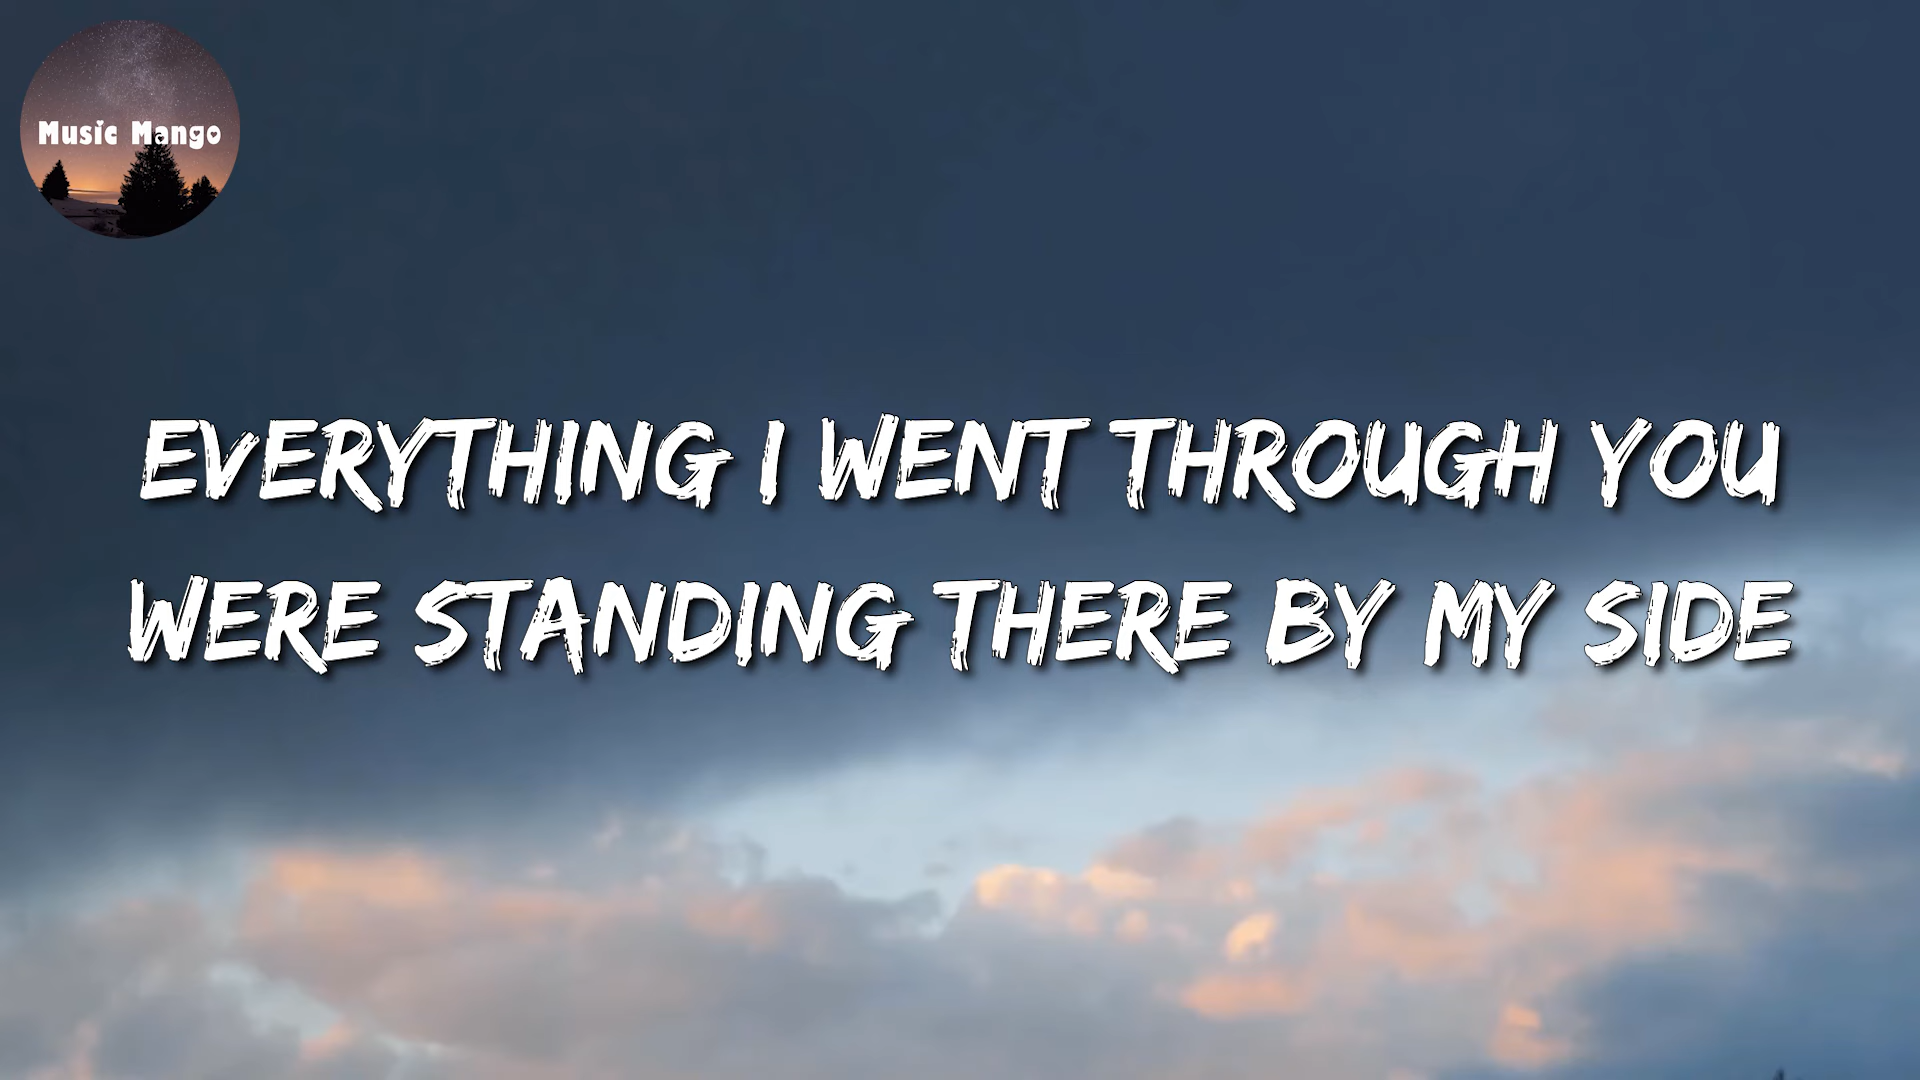 Music Mango
EVERYTHING I WENT THROUGH YOU
WERE STANDING THERE BY MY SIDE